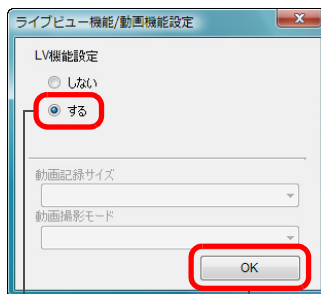 ライブビュー機能/動画機能設定
LV機能設定
しない
する
動画記録サイズ
動画撮影モード
OK